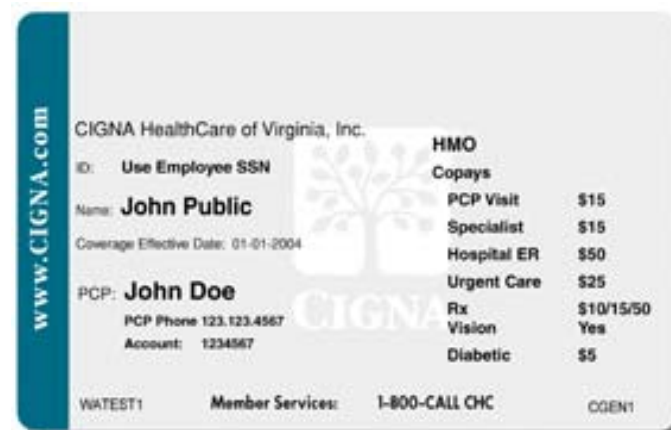 www.CIGNA.com
CIGNA HealthCare of Virginia, Inc.
ID: Use Employee SSN
Name: John Public
Coverage Effective Date: 01-01-2004
PCP: John Doe
PCP Phone 123.123.4567
Account: 1234567
HMO
Copays
PCP Visit $15
Specialist $15
Hospital ER $50
Urgent Care $25
Rx $10/15/50
Vision Yes
Diabetic $5
CIGNA
WATEST1 Member Services: 1-800-CALL CHC CGEN1